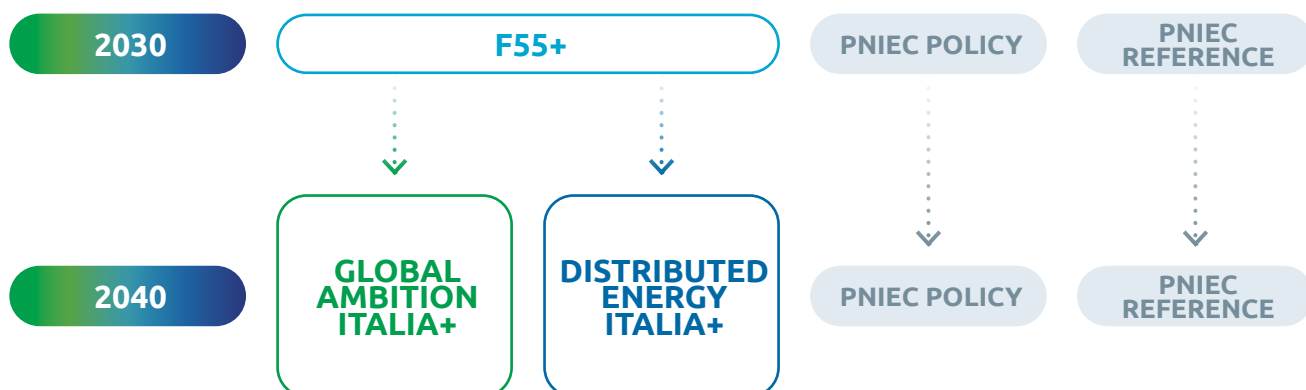 2030
F55+
PNIEC POLICY
PNIEC
REFERENCE
2040
GLOBAL
AMBITION
ITALIA+
DISTRIBUTED
ENERGY
ITALIA+
PNIEC POLICY
PNIEC
REFERENCE